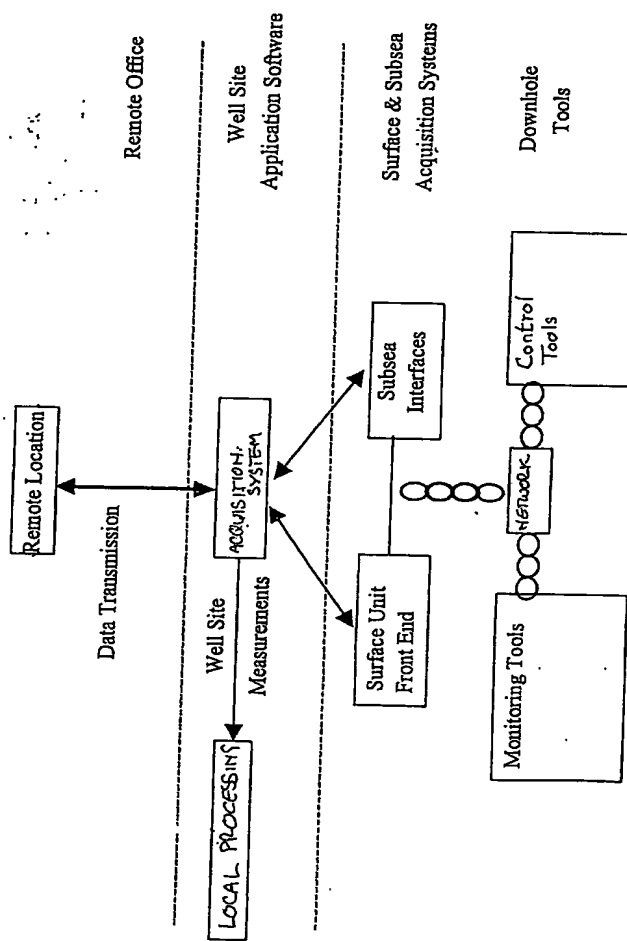 Remote Location
Data Transmission
Remote Office
LOCAL PROCESSING
Well Site
Measurements
ACQUISITION
SYSTEM
Well Site
Application Software
Surface Unit
Front End
Subsea
Interfaces
Surface & Subsea
Acquisition Systems
Monitoring Tools
NETWORK
Control
Tools
Downhole
Tools